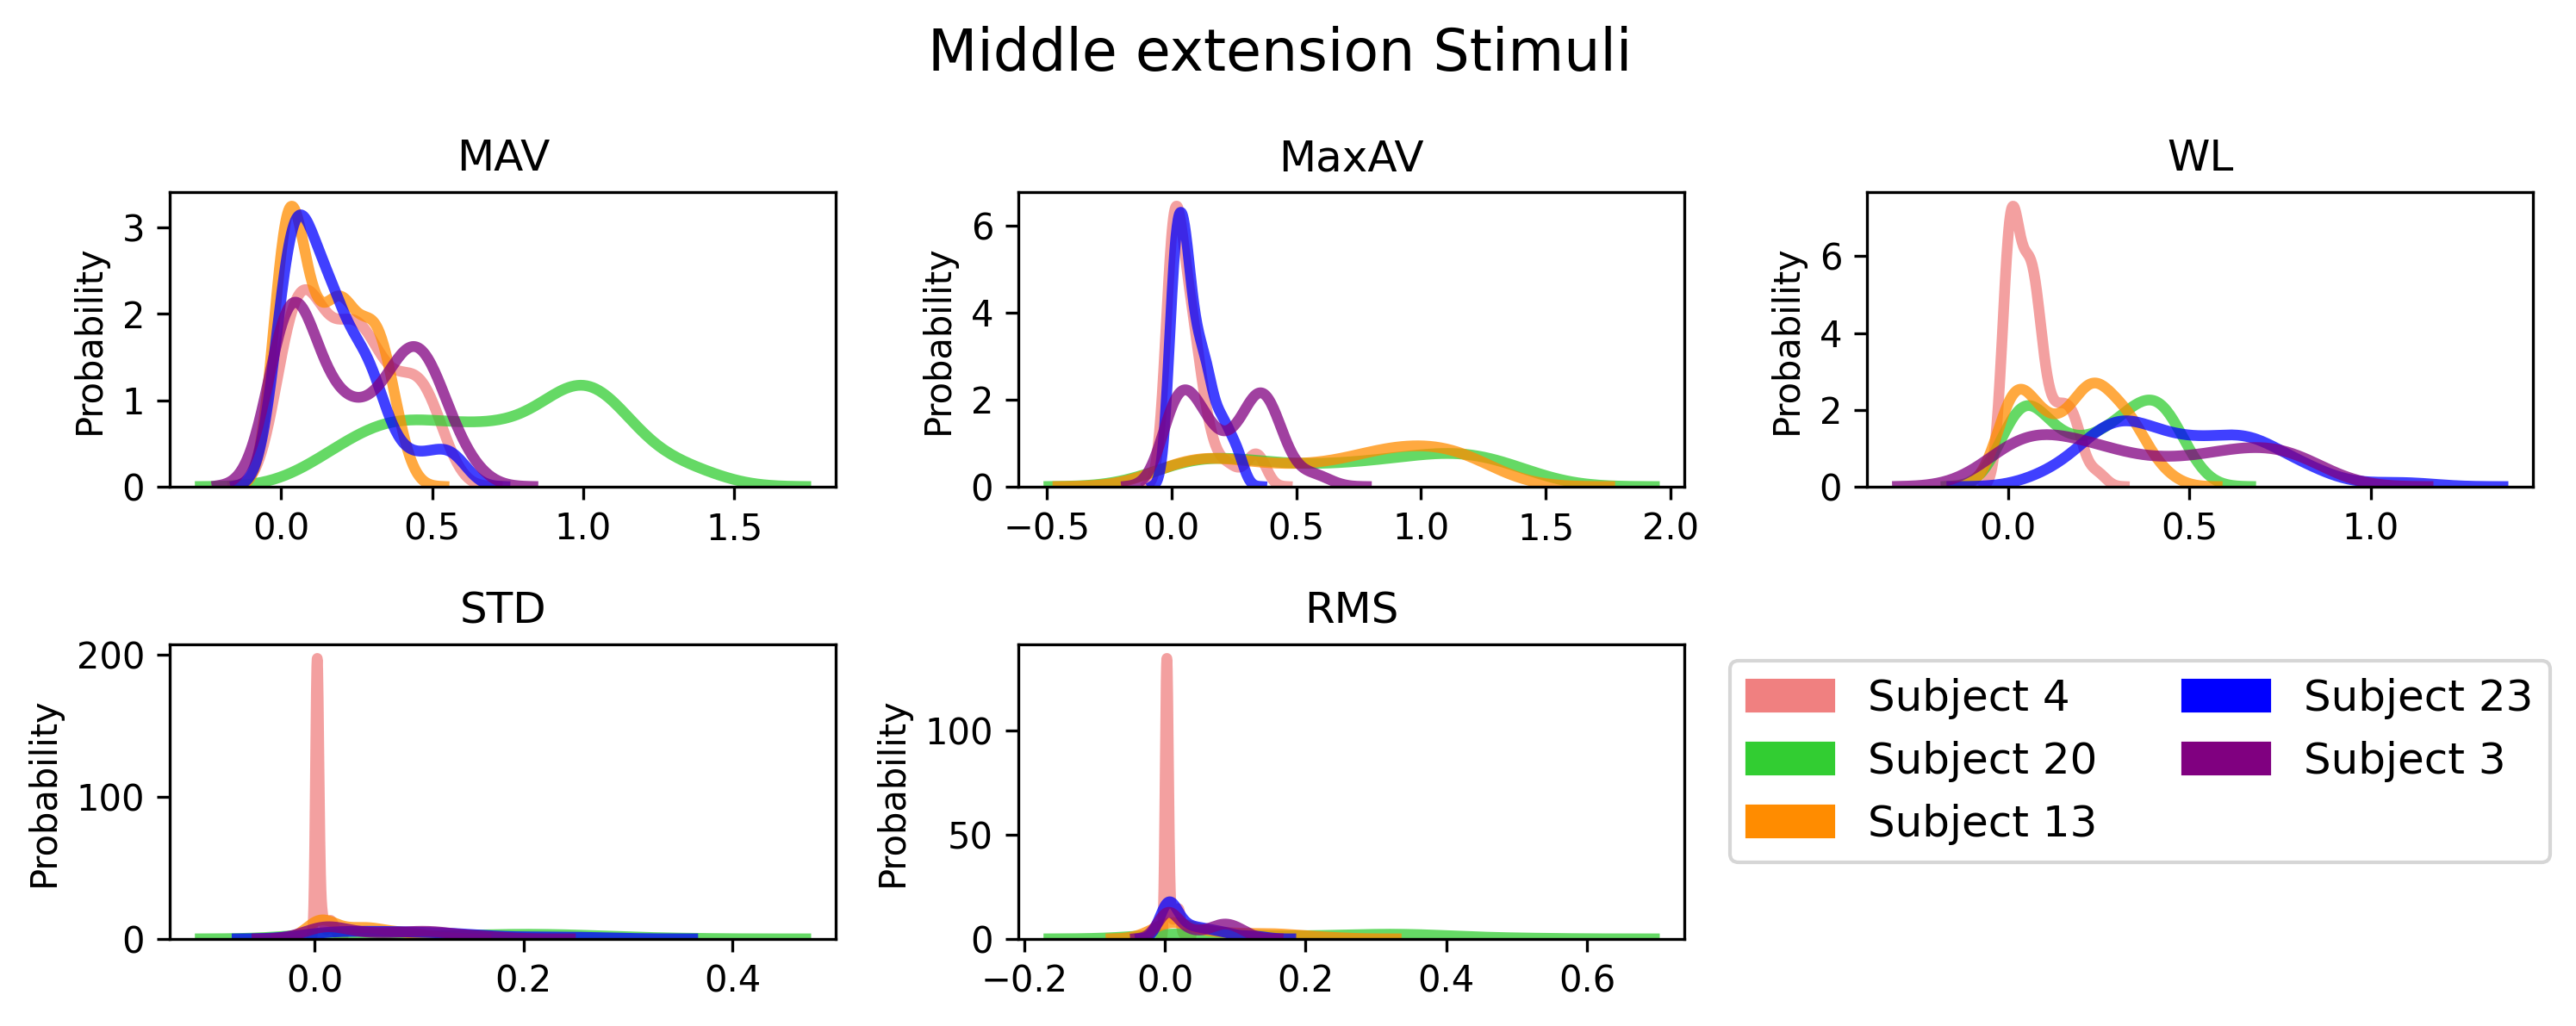 Middle extension Stimuli
MAV
MaxAV
WL
Probability
3
2
1
0
0.0 0.5 1.0 1.5
Probability
6
4
2
0
−0.5 0.0 0.5 1.0 1.5 2.0
Probability
6
4
2
0
0.0 0.5 1.0
STD
RMS
Probability
200
100
0
0.0 0.2 0.4
Probability
100
50
0
−0.2 0.0 0.2 0.4 0.6
Subject 4
Subject 20
Subject 13
Subject 23
Subject 3